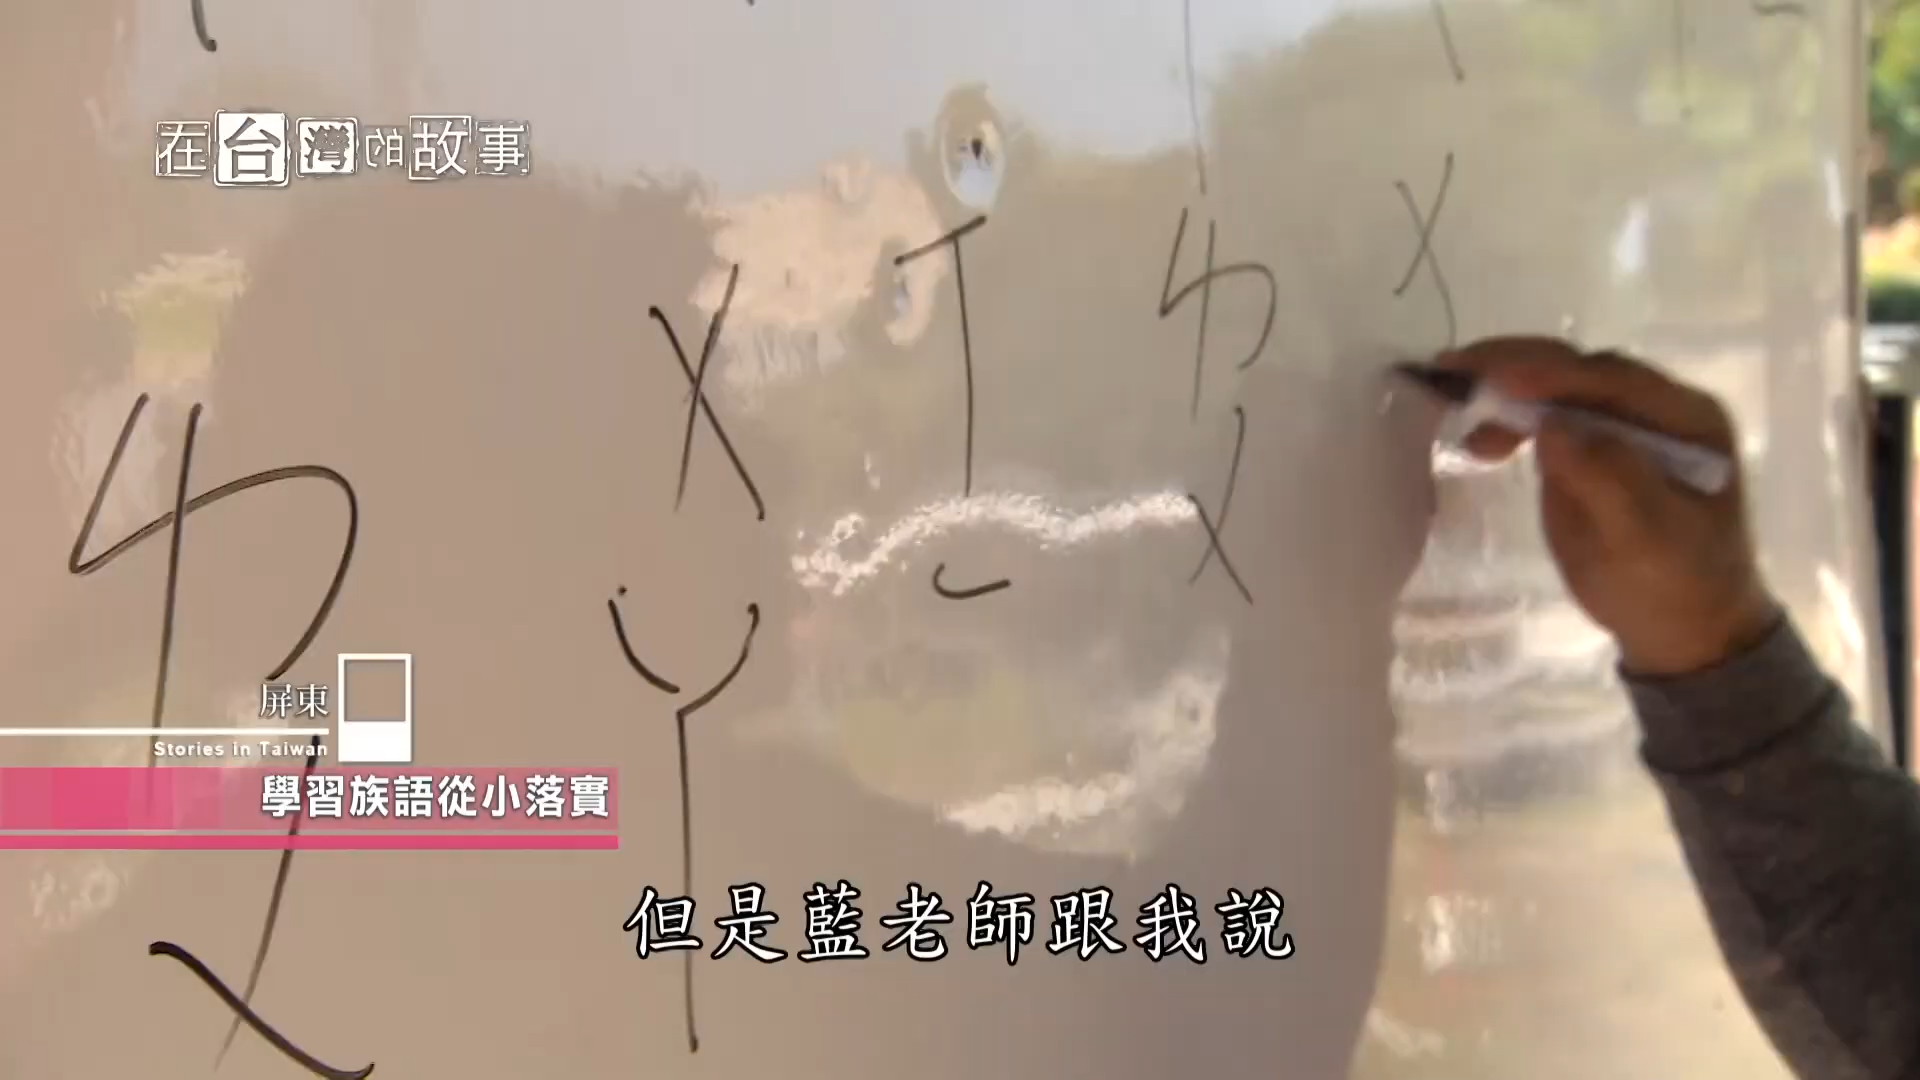 在台灣的故事
ㄨ
ㄚ
ㄨ
ㄨ
屏東
Stories in Taiwan
學習族語從小落實
ㄨ
但是藍老師跟我說